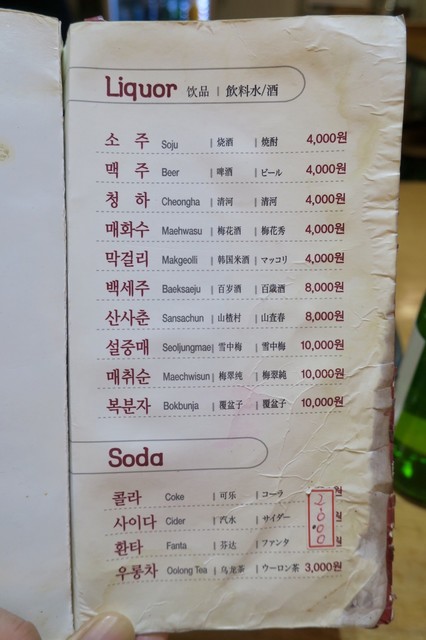 Liquor 饮品 | 飲料水/酒
소 주 Soju | 烧酒 | 焼酎 4,000원
맥 주 Beer | 啤酒 | ビール 4,000원
청 하 Cheongha | 清河 | 清河 4,000원
매화수 Maehwasu | 梅花酒 | 梅花秀 4,000원
막걸리 Makgeolli | 韩国米酒 | マッコリ 4,000원
백세주 Baeksaeju | 百岁酒 | 百歳酒 8,000원
산사춘 Sansachun | 山楂村 | 山査春 8,000원
설중매 Seoljungmae | 雪中梅 | 雪中梅 10,000원
매취순 Maechwisun | 梅翠纯 | 梅翠純 10,000원
복분자 Bokbunja | 覆盆子 | 覆盆子 10,000원
Soda
콜라 Coke | 可乐 | コーラ 원
사이다 Cider | 汽水 | サイダー 원
환타 Fanta | 芬达 | ファンタ 원
2,000
우롱차 Oolong Tea | 乌龙茶 | ウーロン茶 3,000원